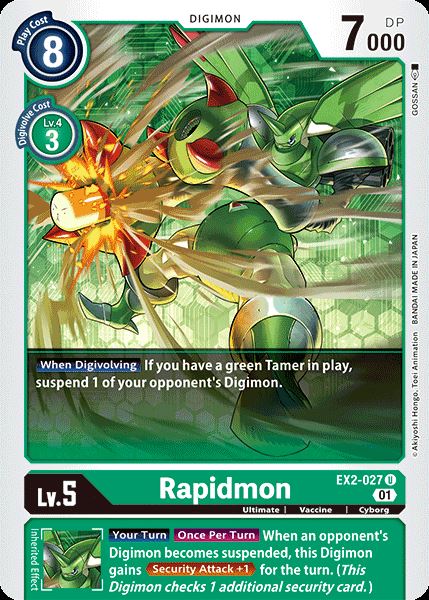 Play Cost
8
DIGIMON
7000
DP
Digivolve Cost
Lv.4
3
GOSSAN
When Digivolving If you have a green Tamer in play,
suspend 1 of your opponent's Digimon.
©Akiyoshi Hongo, Toei Animation BANDAI MADE IN JAPAN
Lv.5
Rapidmon
EX2-027 U
01
Ultimate | Vaccine | Cyborg
Inherited Effect
Your Turn Once Per Turn When an opponent's
Digimon becomes suspended, this Digimon
gains Security Attack +1 for the turn. (This
Digimon checks 1 additional security card.)